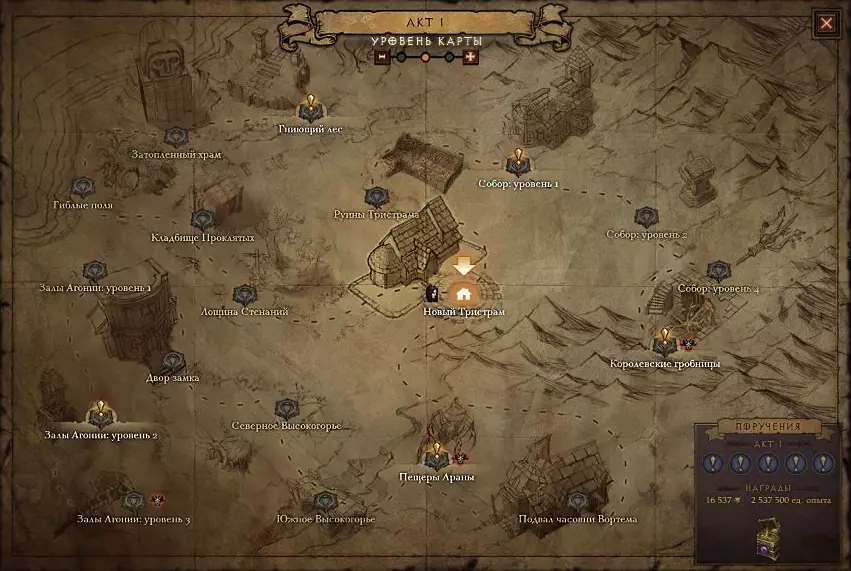 АКТ I
УРОВЕНЬ КАРТЫ
Гниющий лес
Затопленный храм
Собор: уровень 1
Гиблые поля
Руины Тристрама
Кладбище Проклятых
Собор: уровень 2
Залы Агонии: уровень 1
Собор: уровень 4
Лощина Стенаний
Новый Тристрам
Королевские гробницы
Двор замка
Северное Высокогорье
Залы Агонии: уровень 2
Пещеры Араны
Залы Агонии: уровень 3
Южное Высокогорье
Подвал часовни Вортема
ПОРУЧЕНИЯ
АКТ I
НАГРАДЫ
16 537 2 537 500 ед. опыта